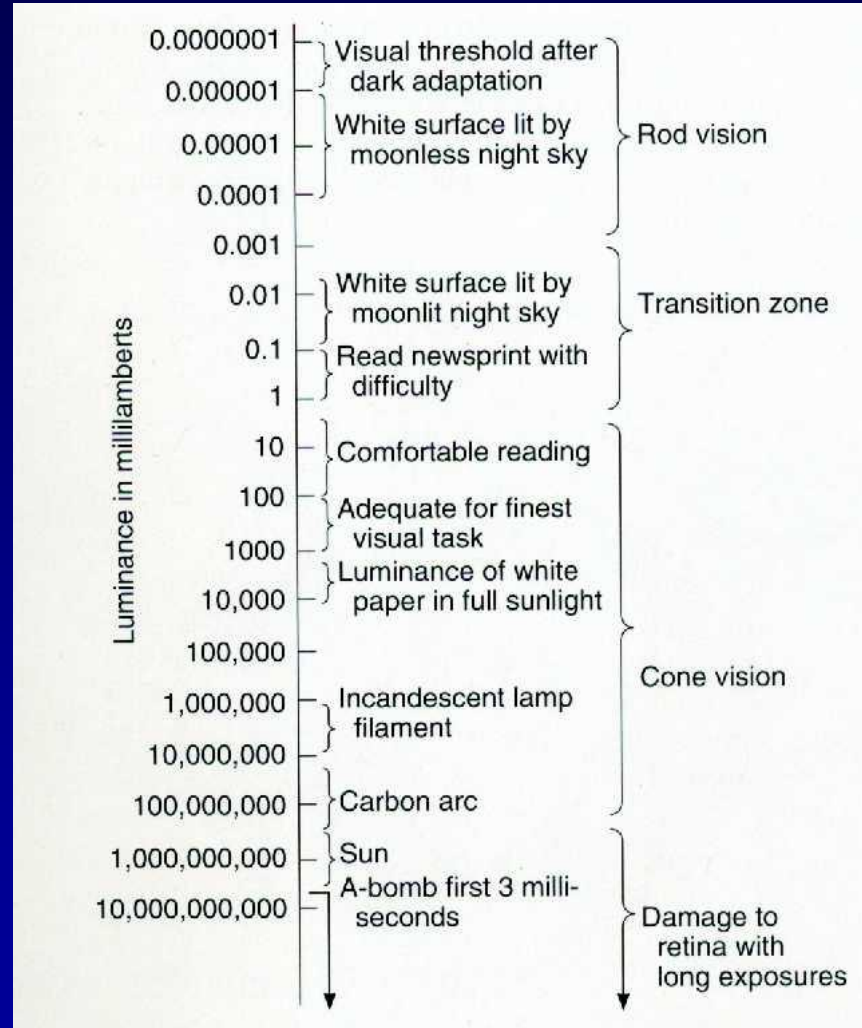 0.0000001
Visual threshold after
dark adaptation
0.000001
White surface lit by
moonless night sky
0.00001
0.0001
Rod vision
0.001
0.01
White surface lit by
moonlit night sky
Transition zone
0.1
Read newsprint with
difficulty
1
10
Comfortable reading
100
Adequate for finest
visual task
1000
Luminance of white
paper in full sunlight
10,000
100,000
Cone vision
1,000,000
Incandescent lamp
filament
10,000,000
100,000,000
Carbon arc
1,000,000,000
Sun
A-bomb first 3 milli-
seconds
10,000,000,000
Damage to
retina with
long exposures
Luminance in millilamberts